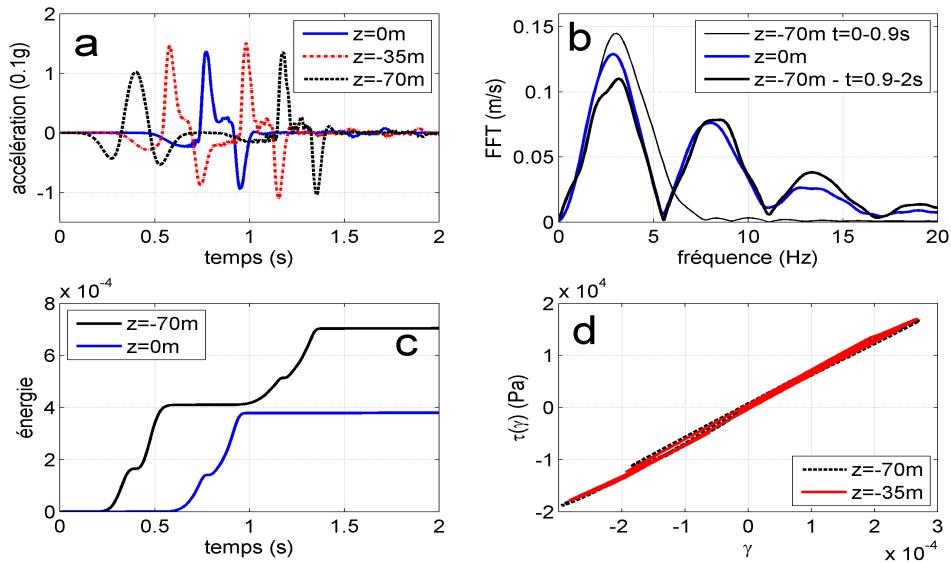 a
z=0m
z=-35m
z=-70m
accélération (0.1g)
2
1
0
-1
0
0.5
1
1.5
2
temps (s)
b
z=-70m t=0-0.9s
z=0m
z=-70m - t=0.9-2s
FFT (m/s)
0.15
0.1
0.05
0
0
5
10
15
20
fréquence (Hz)
c
x 10⁻⁴
z=-70m
z=0m
énergie
8
6
4
2
0
0
0.5
1
1.5
2
temps (s)
d
x 10⁴
τ(γ) (Pa)
2
1
0
-1
-2
z=-70m
z=-35m
-2
-1
0
1
2
3
γ
x 10⁻⁴